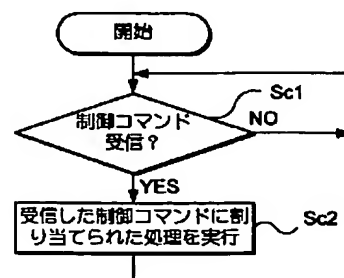 開始
Sc1
制御コマンド
受信？
NO
YES
受信した制御コマンドに割
り当てられた処理を実行
Sc2